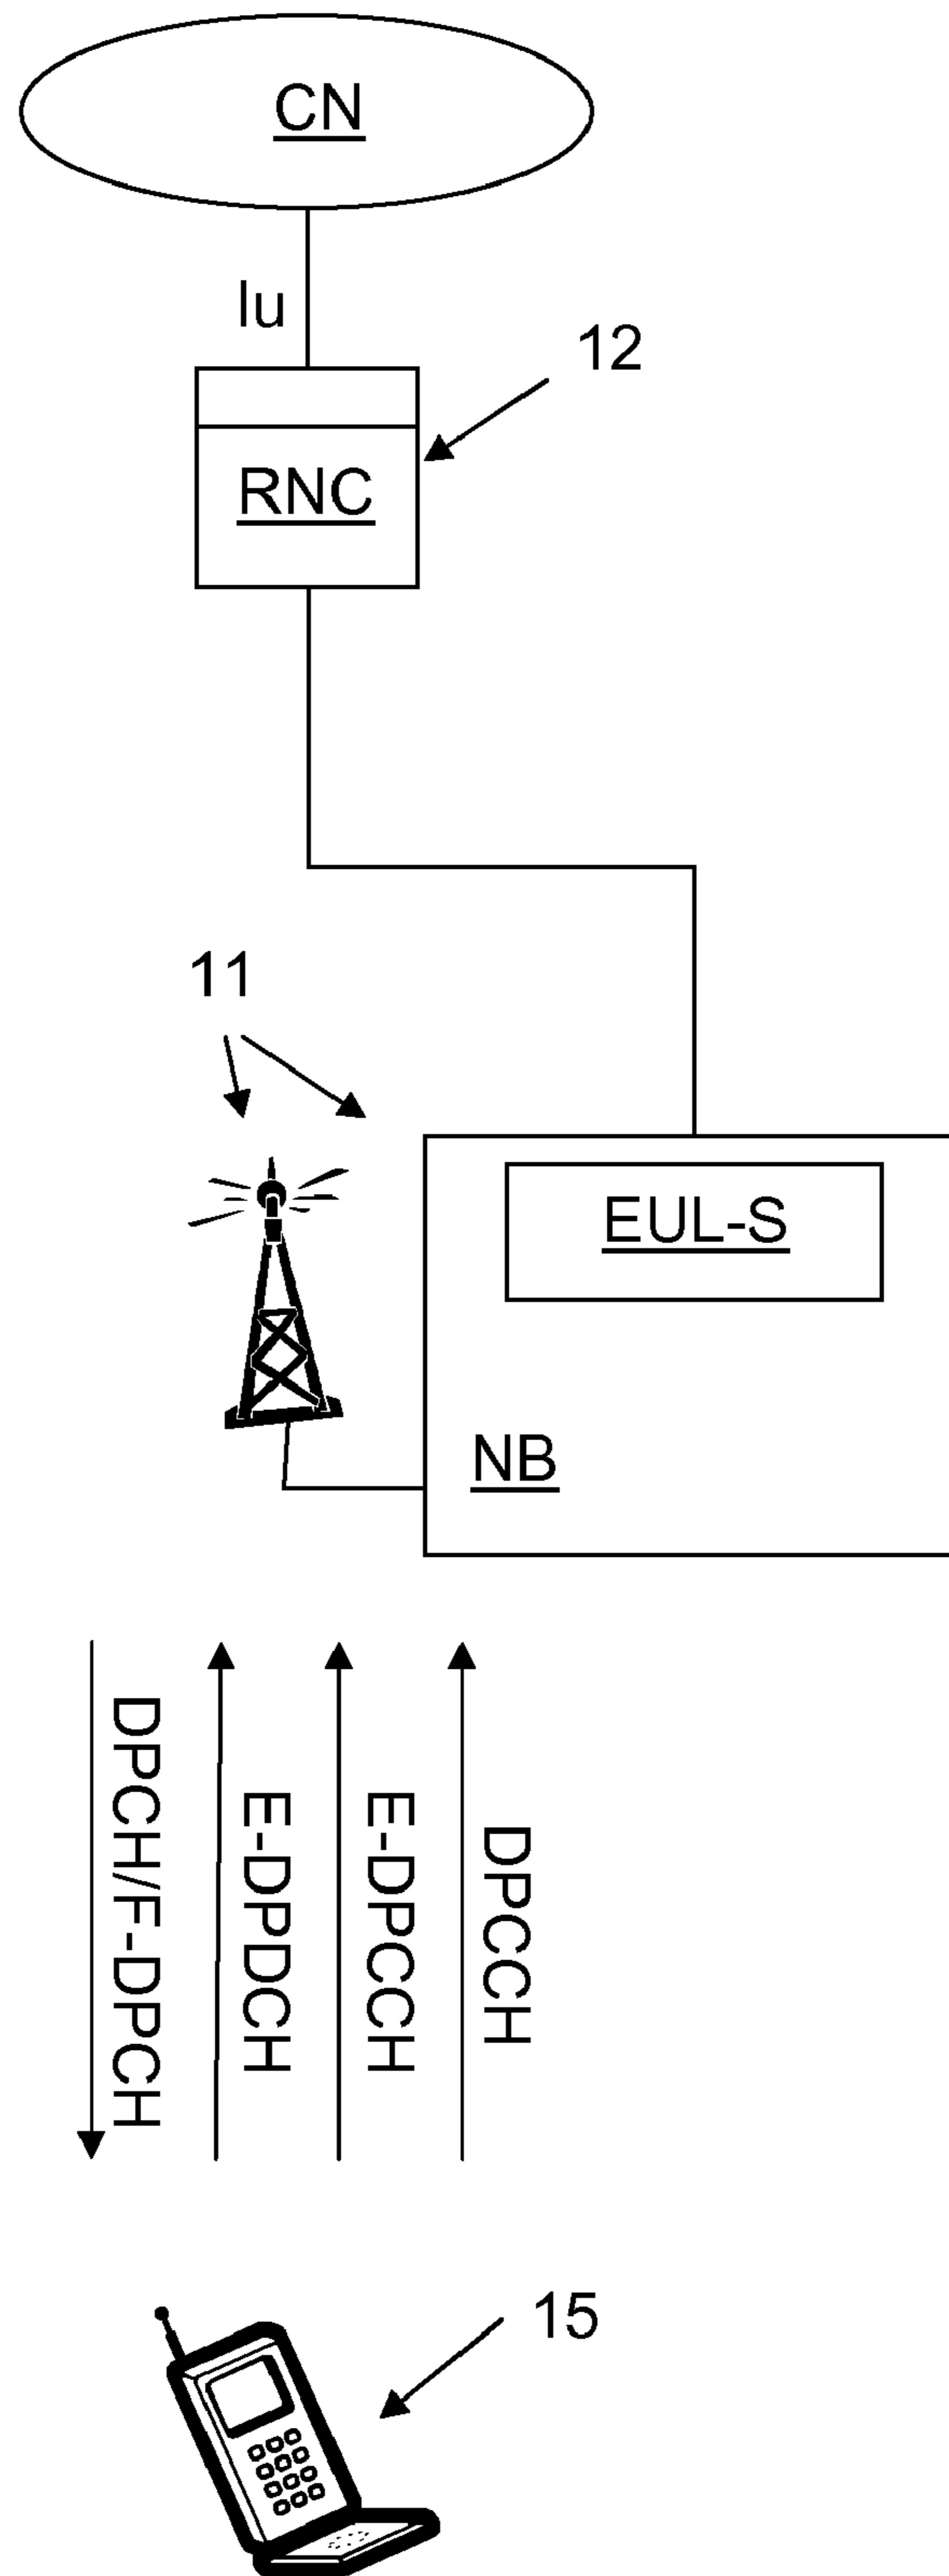 CN
Iu
12
RNC
11
EUL-S
NB
DPCH/F-DPCH
E-DPDCH
E-DPCCH
DPCCH
15